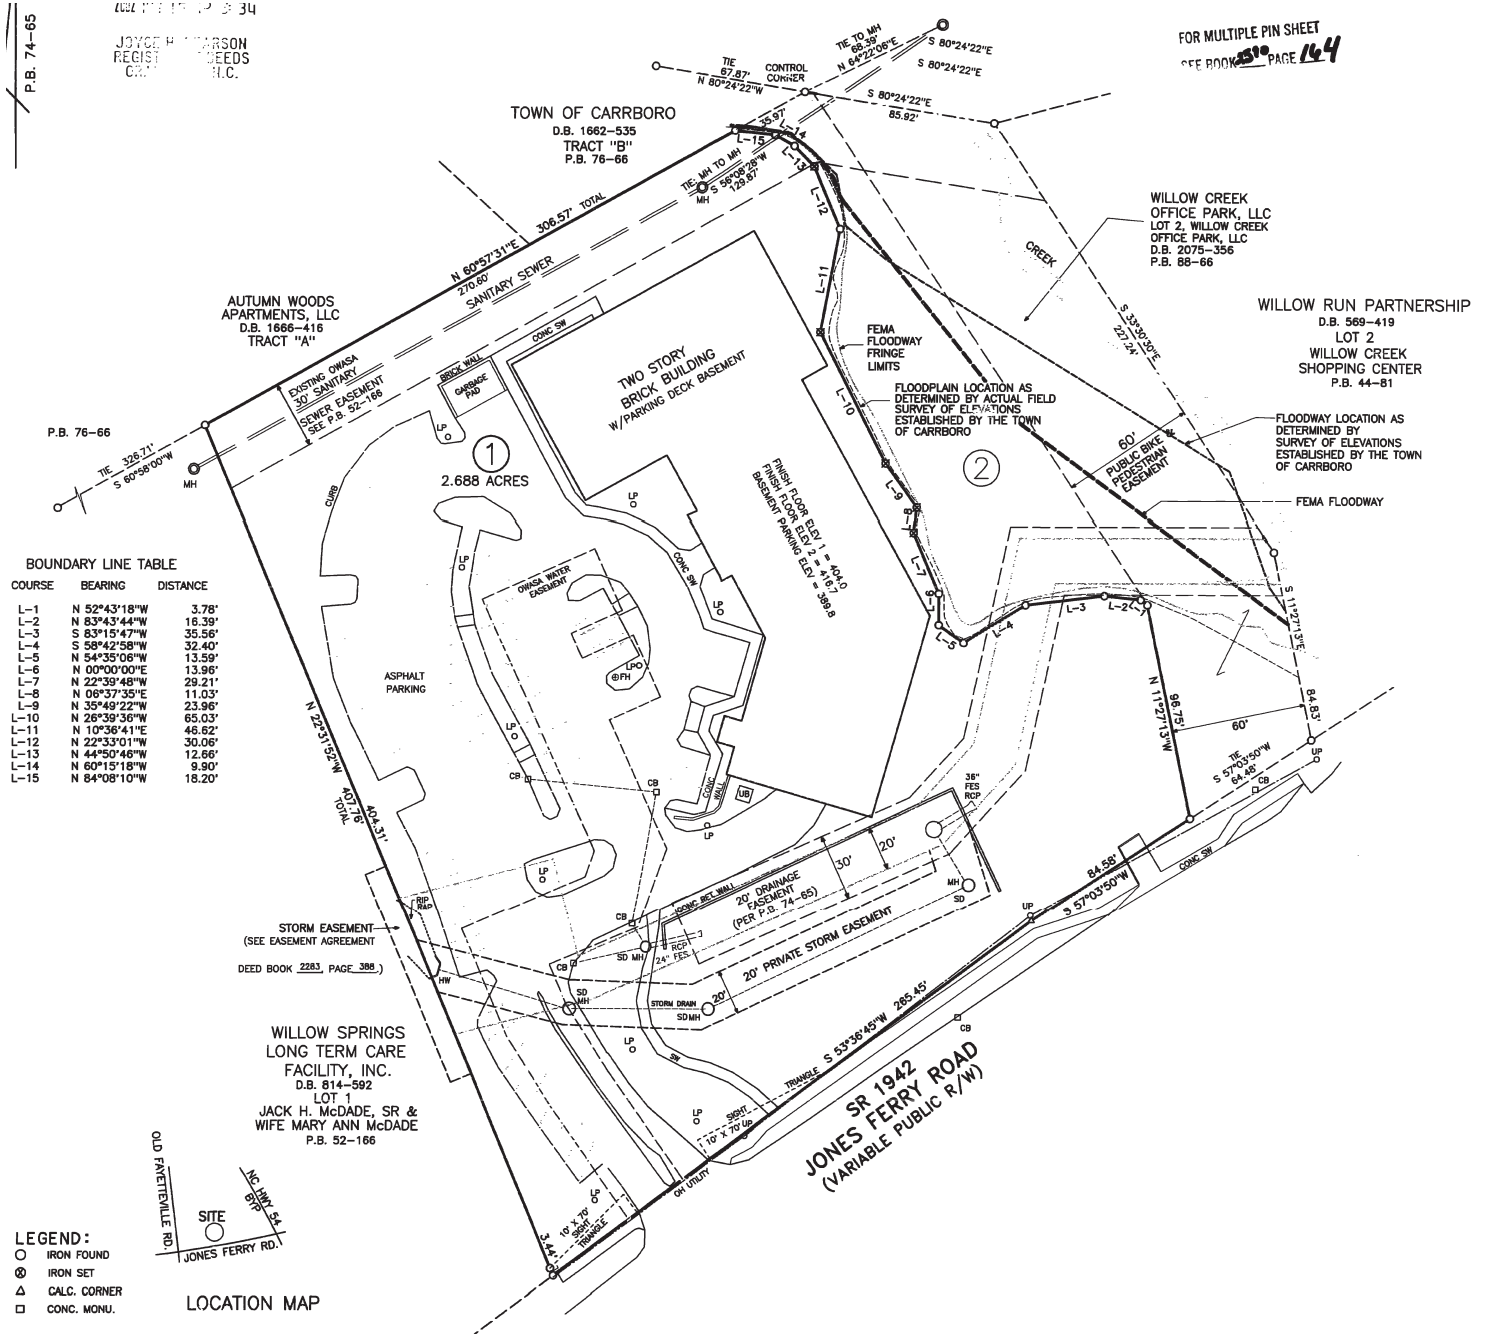 P.B. 74-65
3 34
REGIST
N.C.
FOR MULTIPLE PIN SHEET
SEE BOOK 2510 PAGE 164
TIE TO MH
68.39'
N 64°22'06"E
S 80°24'22"E
S 80°24'22"E
TIE
67.87'
N 80°24'22"W
CONTROL
CORNER
S 80°24'22"E
85.92'
TOWN OF CARRBORO
D.B. 1662-535
TRACT "B"
P.B. 76-66
35.97'
L-14
L-15
L-13
TIE: MH TO MH
S 56°08'28"W
129.87'
MH
L-12
306.57' TOTAL
N 60°57'31"E
270.60'
SANITARY SEWER
WILLOW CREEK
OFFICE PARK, LLC
LOT 2, WILLOW CREEK
OFFICE PARK, LLC
D.B. 2075-356
P.B. 88-66
CREEK
L-11
AUTUMN WOODS
APARTMENTS, LLC
D.B. 1666-416
TRACT "A"
WILLOW RUN PARTNERSHIP
D.B. 569-419
LOT 2
WILLOW CREEK
SHOPPING CENTER
P.B. 44-81
S 33°30'30"E
227.24'
CONC SW
FEMA
FLOODWAY
FRINGE
LIMITS
TWO STORY
BRICK BUILDING
W/PARKING DECK BASEMENT
BRICK WALL
GARBAGE
PAD
EXISTING OWASA
30' SANITARY
SEWER EASEMENT
SEE P.B. 52-166
FLOODPLAIN LOCATION AS
DETERMINED BY ACTUAL FIELD
SURVEY OF ELEVATIONS
ESTABLISHED BY THE TOWN
OF CARRBORO
L-10
FLOODWAY LOCATION AS
DETERMINED BY
SURVEY OF ELEVATIONS
ESTABLISHED BY THE TOWN
OF CARRBORO
P.B. 76-66
TIE 326.71'
S 60°58'00"W
MH
LP
1
2.688 ACRES
2
60'
PUBLIC BIKE &
PEDESTRIAN
EASEMENT
FEMA FLOODWAY
CURB
LP
FINISH FLOOR ELEV 1 = 404.0
FINISH FLOOR ELEV 2 = 416.7
BASEMENT PARKING ELEV = 389.8
L-9
L-8
L-7
L-6
L-5
L-4
L-3
L-2
L-1
BOUNDARY LINE TABLE
COURSE BEARING DISTANCE
L-1 N 52°43'18"W 3.78'
L-2 N 83°43'44"W 16.39'
L-3 S 83°15'47"W 35.56'
L-4 S 58°42'58"W 32.40'
L-5 N 54°35'06"W 13.59'
L-6 N 00°00'00"E 13.96'
L-7 N 22°39'48"W 29.21'
L-8 N 06°37'35"E 11.03'
L-9 N 35°49'22"W 23.96'
L-10 N 26°39'36"W 65.03'
L-11 N 10°36'41"E 46.62'
L-12 N 22°33'01"W 30.06'
L-13 N 44°50'46"W 12.66'
L-14 N 60°15'18"W 9.90'
L-15 N 84°08'10"W 18.20'
LP
OWASA WATER
EASEMENT
CONC SW
LP
LP
FH
S 11°27'13"E
84.83'
ASPHALT
PARKING
N 22°31'52"W
404.31'
407.76'
TOTAL
LP
N 11°27'13"W
96.75'
60'
TIE
S 57°03'50"W
64.48'
UP
CB
CB
CB
CONC
WALL
UB
LP
36"
FES
RCP
LP
CONC SW
84.58'
S 57°03'50"W
30'
20'
20' DRAINAGE
EASEMENT
(PER P.B. 74-65)
CONC RET. WALL
MH
SD
UP
RIP
RAP
STORM EASEMENT
(SEE EASEMENT AGREEMENT
DEED BOOK 2283, PAGE 388.)
CB
CB
SD MH
RCP
24" FES
20' PRIVATE STORM EASEMENT
HW
SD
MH
STORM DRAIN
SDMH
20'
S 53°36'45"W 265.45'
CB
WILLOW SPRINGS
LONG TERM CARE
FACILITY, INC.
D.B. 814-592
LOT 1
JACK H. McDADE, SR &
WIFE MARY ANN McDADE
P.B. 52-166
LP
SW
SIGHT TRIANGLE
10' X 70'
UP
LP
SR 1942
JONES FERRY ROAD
(VARIABLE PUBLIC R/W)
OH UTILITY
LP
10' X 70'
SIGHT
TRIANGLE
3.44'
OLD FAYETTEVILLE RD.
NC HWY 54
BYP
SITE
JONES FERRY RD.
LOCATION MAP
LEGEND:
IRON FOUND
IRON SET
CALC. CORNER
CONC. MONU.